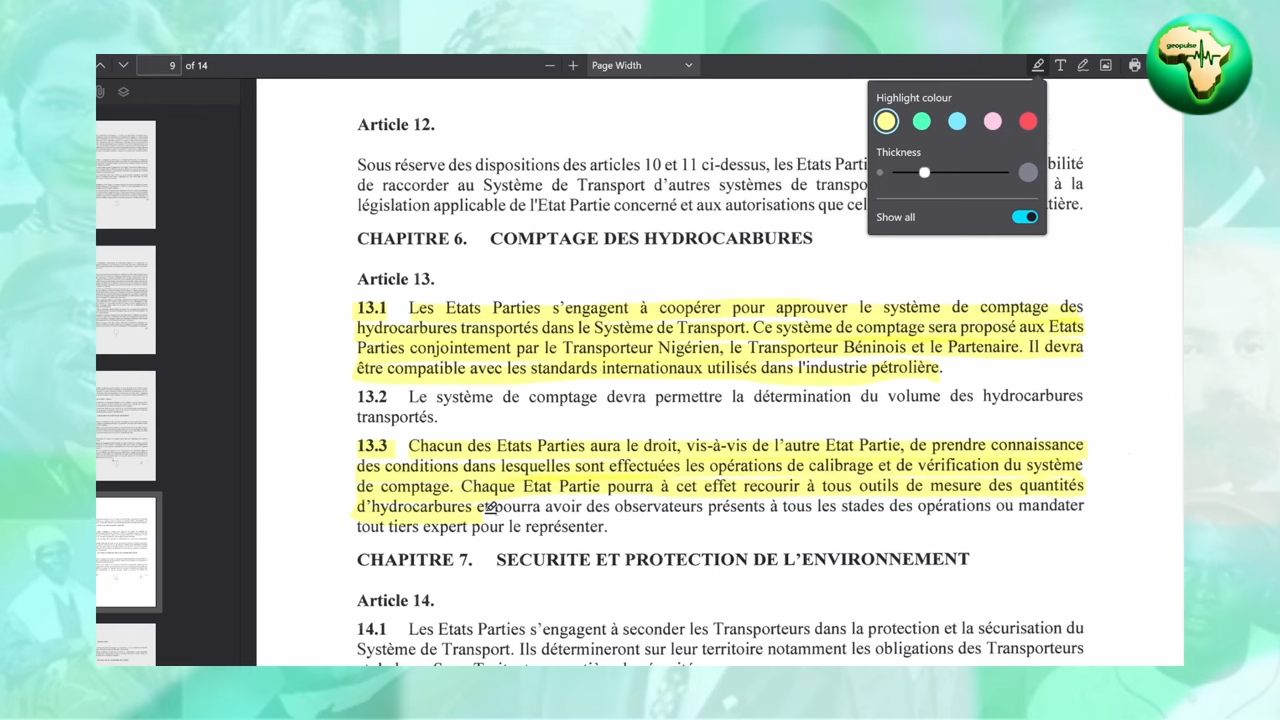 geopulse
9 of 14
Page Width
Highlight colour
Thickness
Show all
Article 12.
Sous réserve des dispositions des articles 10 et 11 ci-dessus, les Etats Parti bilité
de raccorder au Système de Transport d’autres systèmes de transpo à la
législation applicable de l'Etat Partie concerné et aux autorisations que cel tière.
CHAPITRE 6. COMPTAGE DES HYDROCARBURES
Article 13.
13.1 Les Etats Parties s’engagent à coopérer pour approuver le système de comptage des
hydrocarbures transportés dans le Système de Transport. Ce système de comptage sera proposé aux Etats
Parties conjointement par le Transporteur Nigérien, le Transporteur Béninois et le Partenaire. Il devra
être compatible avec les standards internationaux utilisés dans l'industrie pétrolière.
13.2 Le système de comptage devra permettre la détermination du volume des hydrocarbures
transportés.
13.3 Chacun des Etats Parties aura le droit, vis-à-vis de l’autre Etat Partie, de prendre connaissance
des conditions dans lesquelles sont effectuées les opérations de calibrage et de vérification du système
de comptage. Chaque Etat Partie pourra à cet effet recourir à tous outils de mesure des quantités
d’hydrocarbures et pourra avoir des observateurs présents à tous les stades des opérations ou mandater
tout tiers expert pour le représenter.
CHAPITRE 7. SECURITE ET PROTECTION DE L’ENVIRONNEMENT
Article 14.
14.1 Les Etats Parties s’engagent à seconder les Transporteurs dans la protection et la sécurisation du
Système de Transport. Ils détermineront sur leur territoire notamment les obligations des Transporteurs